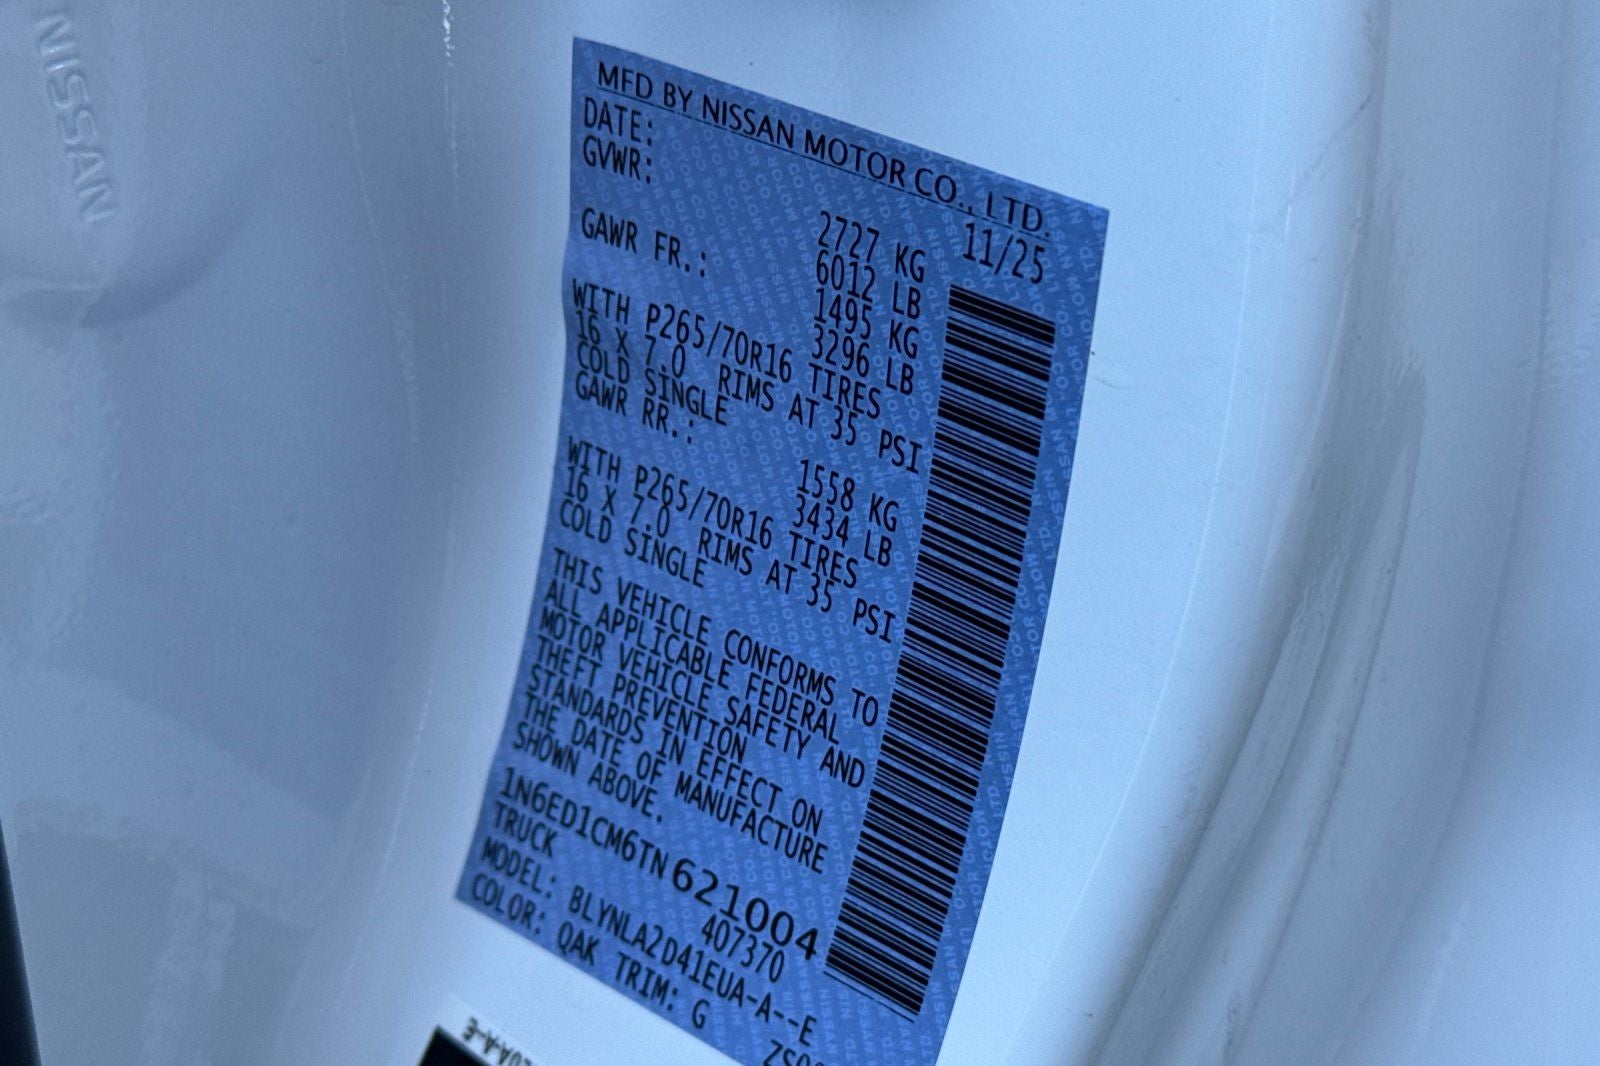 NISSAN
MFD BY NISSAN MOTOR CO., LTD.
DATE: 11/25
GVWR: 2727 KG
6012 LB
GAWR FR.: 1495 KG
3296 LB
WITH P265/70R16 TIRES
16 X 7.0 RIMS AT 35 PSI
COLD SINGLE
GAWR RR.: 1558 KG
3434 LB
WITH P265/70R16 TIRES
16 X 7.0 RIMS AT 35 PSI
COLD SINGLE
THIS VEHICLE CONFORMS TO
ALL APPLICABLE FEDERAL
MOTOR VEHICLE SAFETY AND
THEFT PREVENTION
STANDARDS IN EFFECT ON
THE DATE OF MANUFACTURE
SHOWN ABOVE.
1N6ED1CM6TN621004
TRUCK 407370
MODEL: BLYNLA2D41EUA-A--E
COLOR: QAK TRIM: G